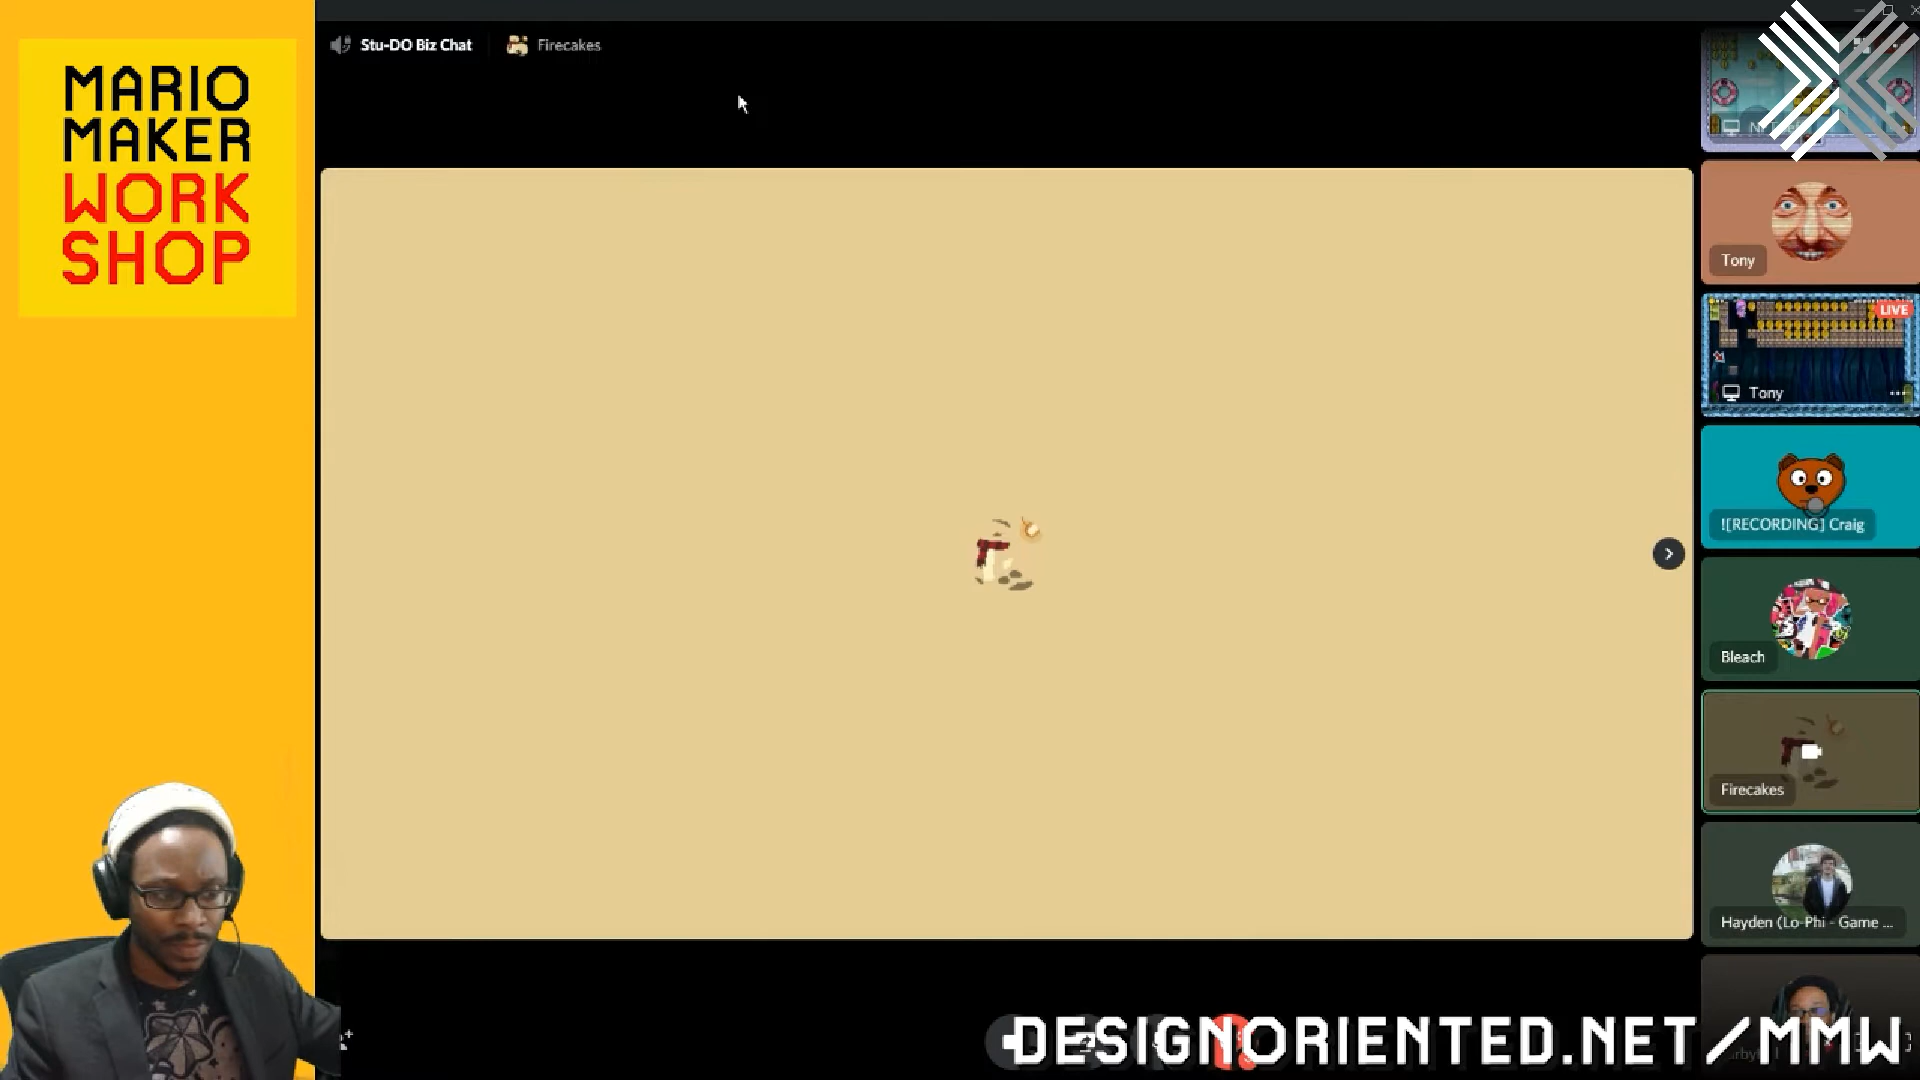 MARIO
MAKER
WORK
SHOP
Stu-DO Biz Chat
Firecakes
Tony
LIVE
Tony
![RECORDING] Craig
Bleach
Firecakes
Hayden (Lo-Phi - Game ...
DESIGNORIENTED.NET/MMW